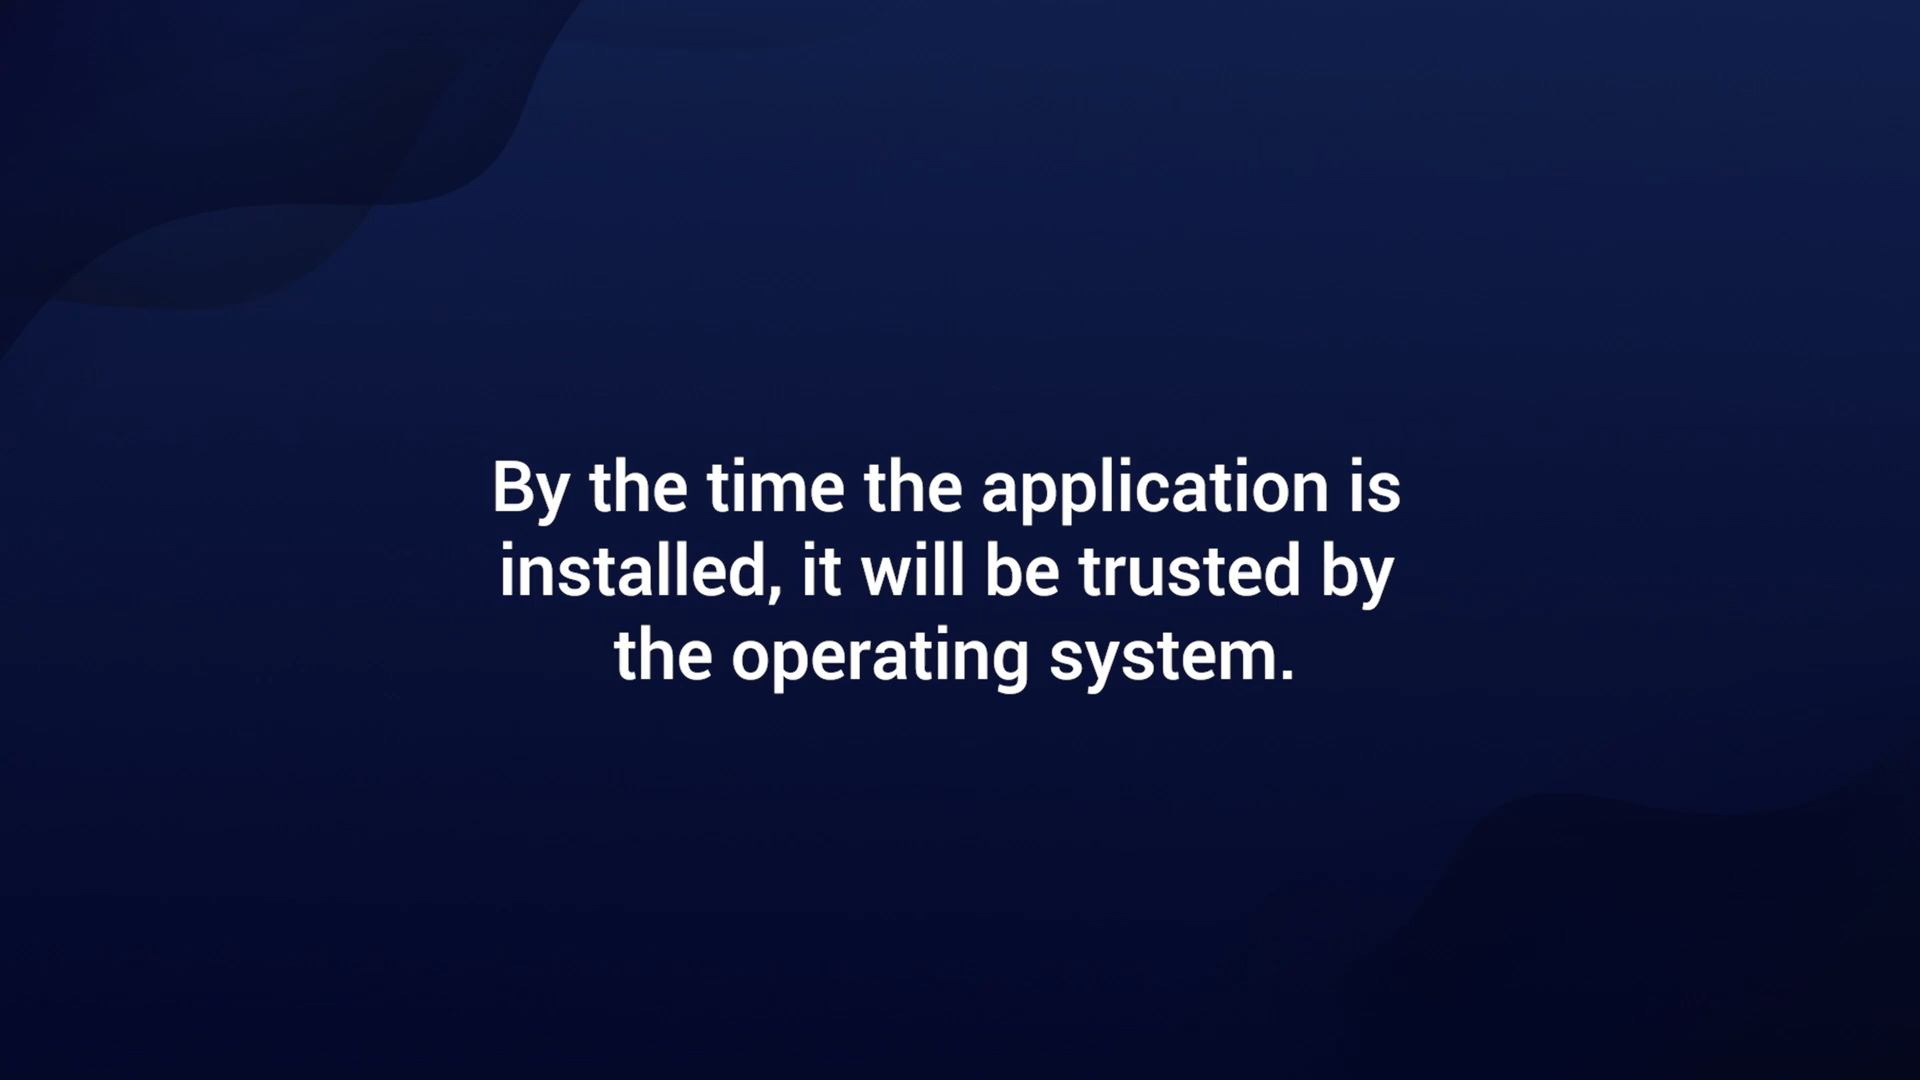 By the time the application is
installed, it will be trusted by
the operating system.